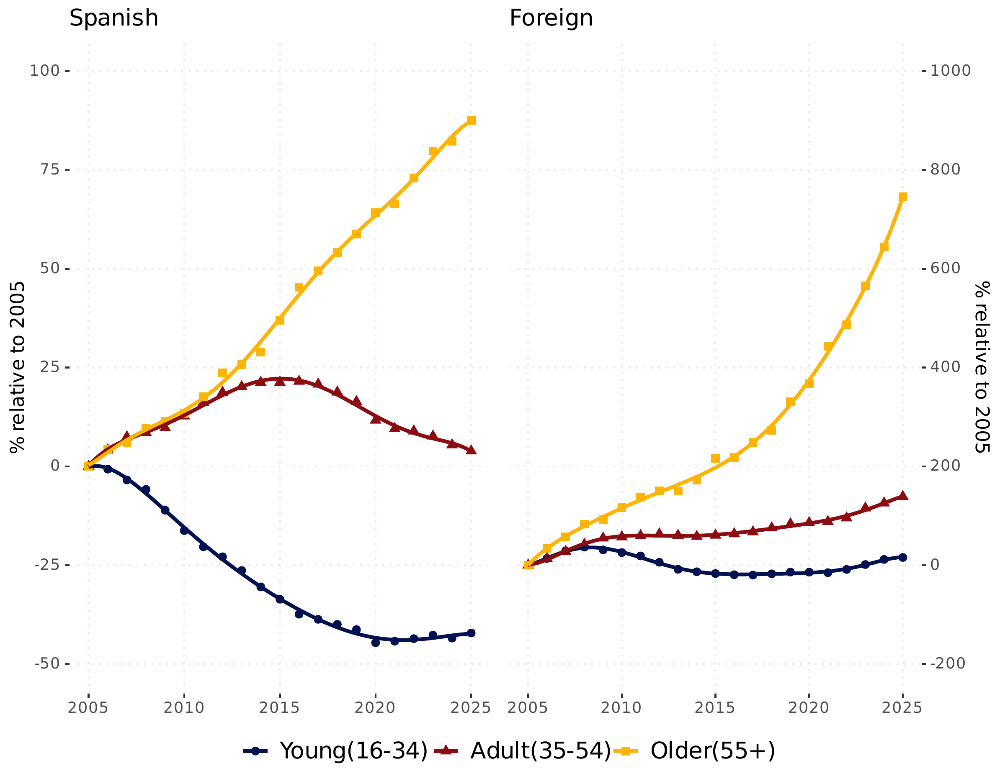 Spanish
Foreign
% relative to 2005
100
75
50
25
0
-25
-50
2005 2010 2015 2020 2025
2005 2010 2015 2020 2025
1000
800
600
400
200
0
-200
% relative to 2005
Young(16-34) Adult(35-54) Older(55+)